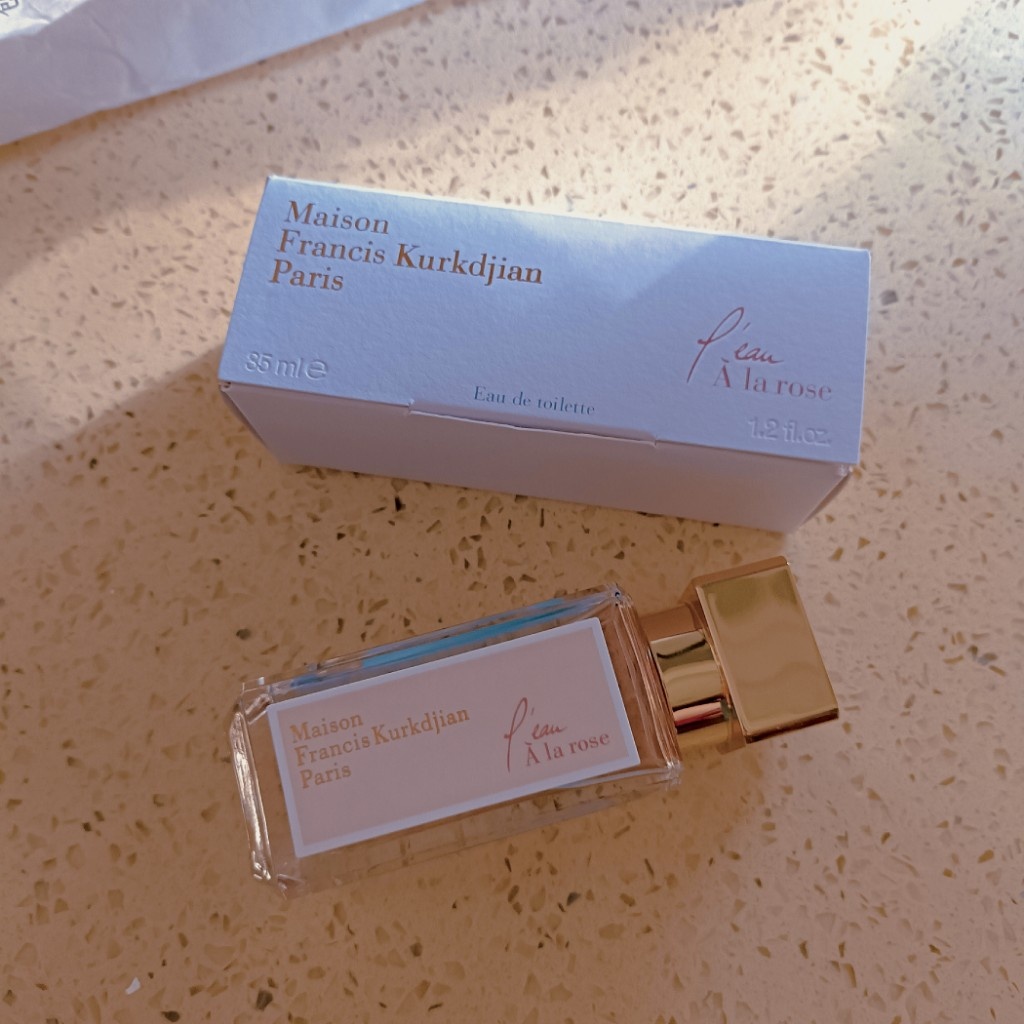 Maison
Francis Kurkdjian
Paris
l'eau
À la rose
85 ml e
Eau de toilette
1.2 fl.oz.
Maison
Francis Kurkdjian
Paris
l'eau
À la rose